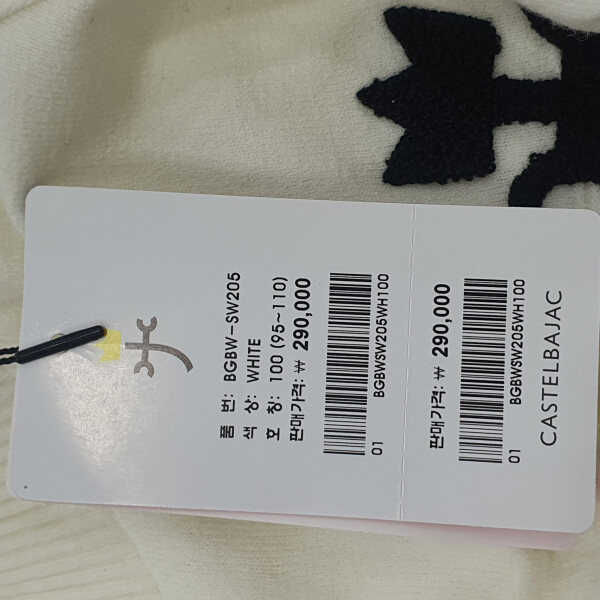 품 번: BGBW-SW205
색 상: WHITE
호 칭: 100 (95~110)
판매가격: ₩ 290,000
01 BGBWSW205WH100
판매가격: ₩ 290,000
01 BGBWSW205WH100
CASTELBAJAC